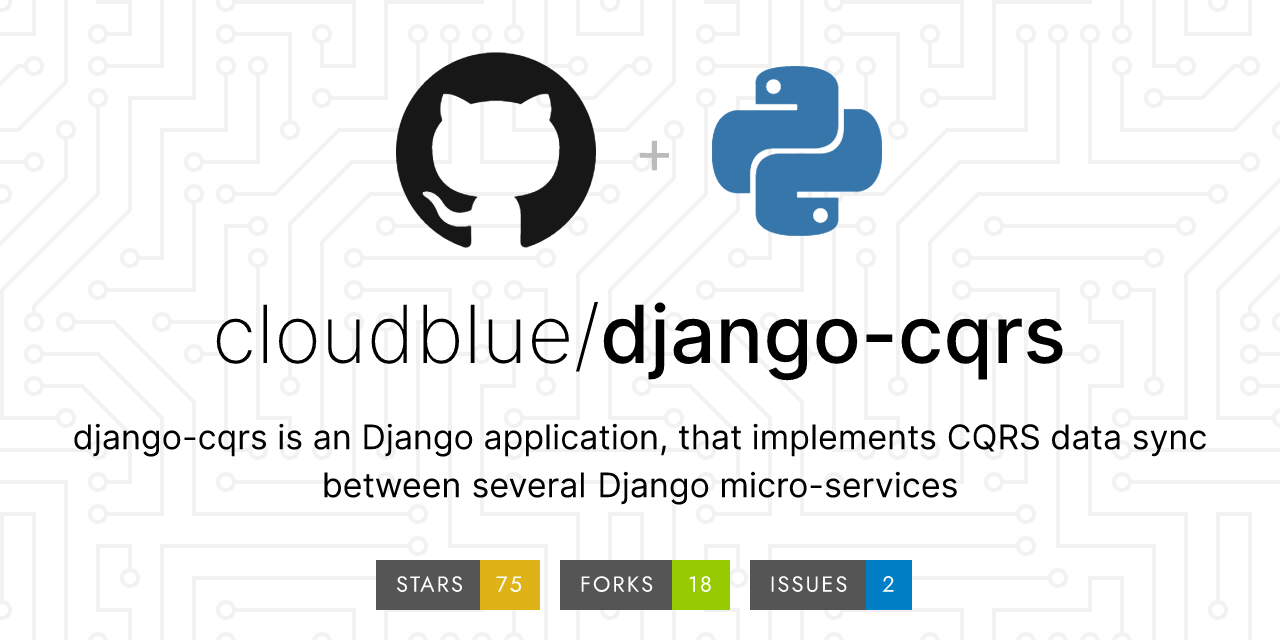 +
cloudblue/django-cqrs
django-cqrs is an Django application, that implements CQRS data sync
between several Django micro-services
STARS 75 FORKS 18 ISSUES 2